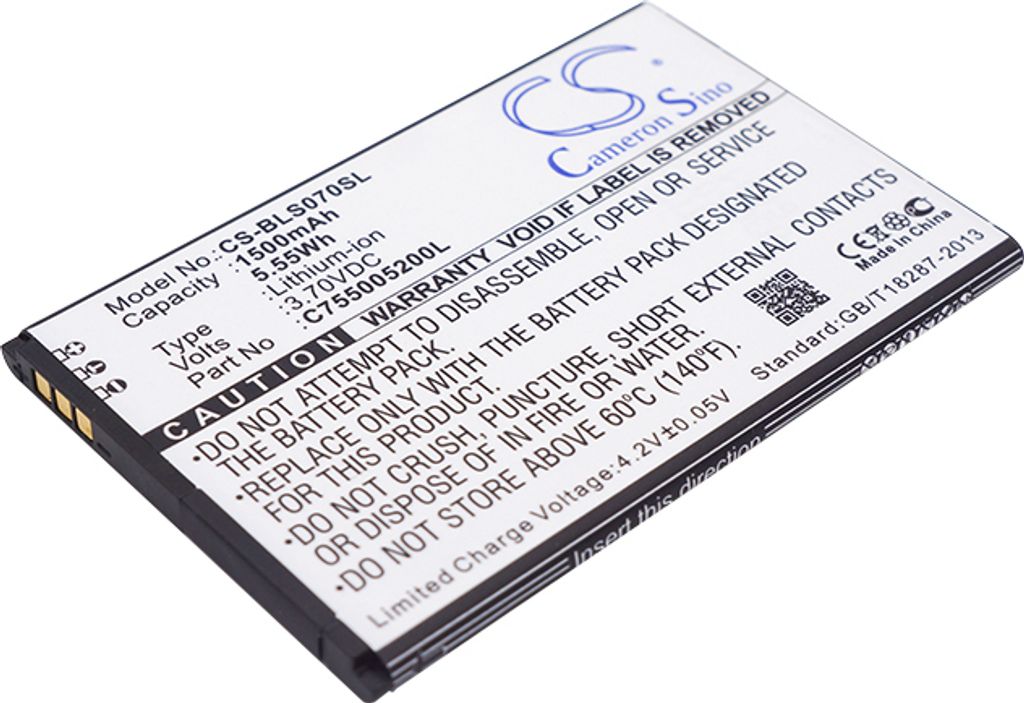 CS
Cameron Sino
Model No.: CS-BLS070SL
Capacity : 1500mAh
5.55Wh
Type : Lithium-ion
Volts : 3.70VDC
Part No : C755005200L
CAUTION WARRANTY VOID IF LABEL IS REMOVED
•DO NOT ATTEMPT TO DISASSEMBLE, OPEN OR SERVICE
THE BATTERY PACK.
•REPLACE ONLY WITH THE BATTERY PACK DESIGNATED
FOR THIS PRODUCT.
•DO NOT CRUSH, PUNCTURE, SHORT EXTERNAL CONTACTS
OR DISPOSE OF IN FIRE OR WATER.
•DO NOT STORE ABOVE 60°C (140°F)
Standard:GB/T18287-2013
Limited Charge Voltage:4.2V±0.05V
Insert this direction